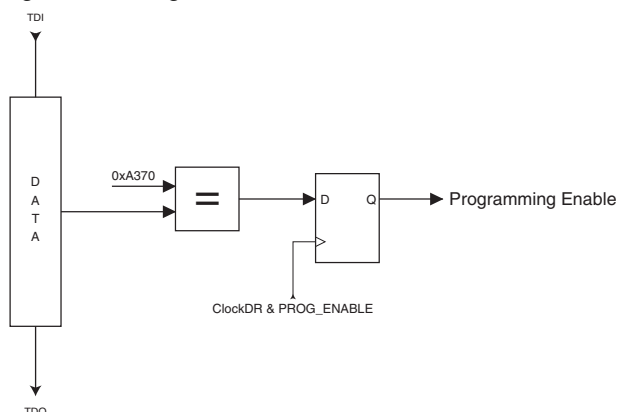 TDI
D
A
T
A
0xA370
=
D
Q
Programming Enable
ClockDR & PROG_ENABLE
TDO